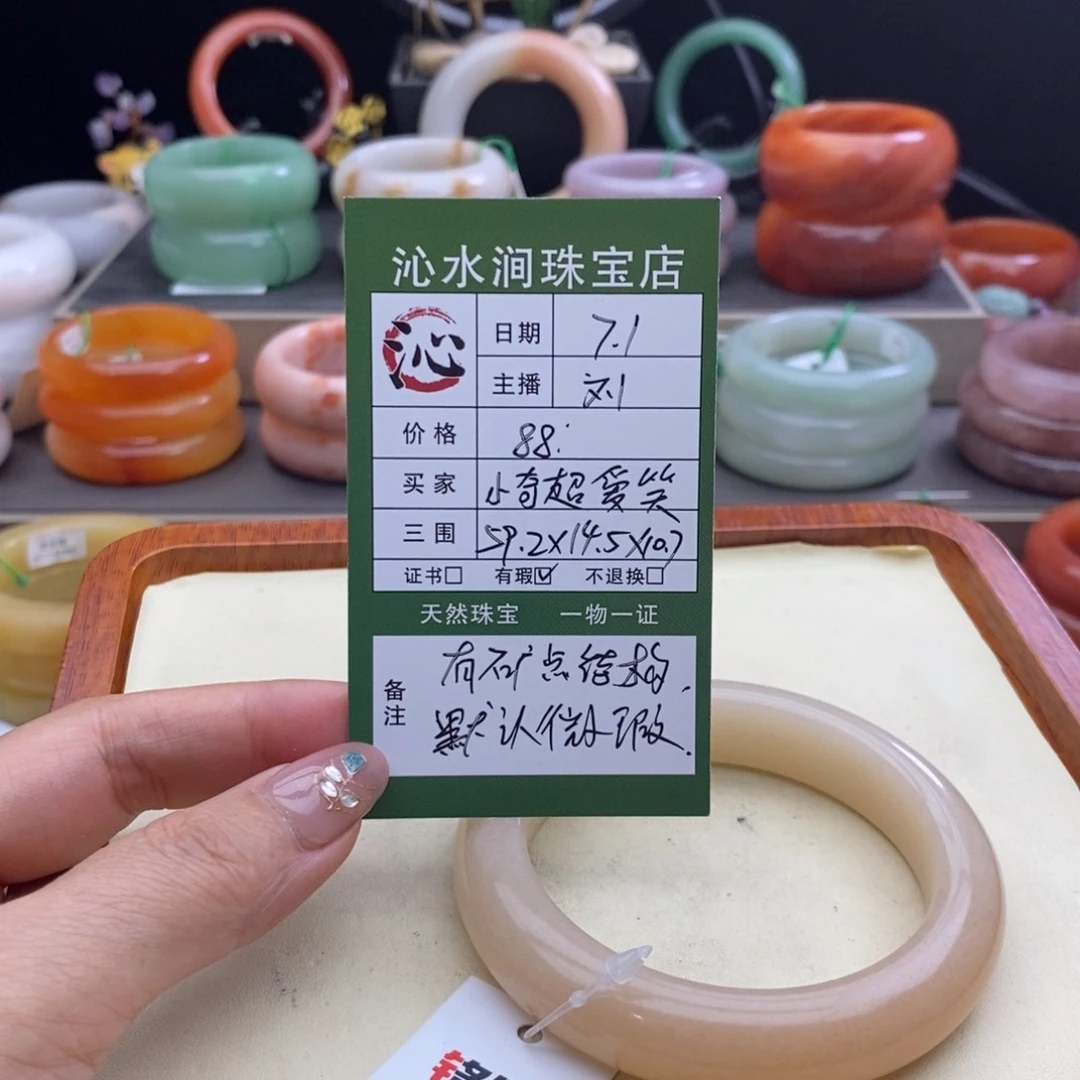 沁水涧珠宝店
沁
日期 7.1
主播 刘
价格 88.
买家 小奇超爱笑
三围 59.2X14.5X10.7
证书□ 有瑕☑ 不退换□
天然珠宝 一物一证
备注
有石矿点结构.
默认微瑕.